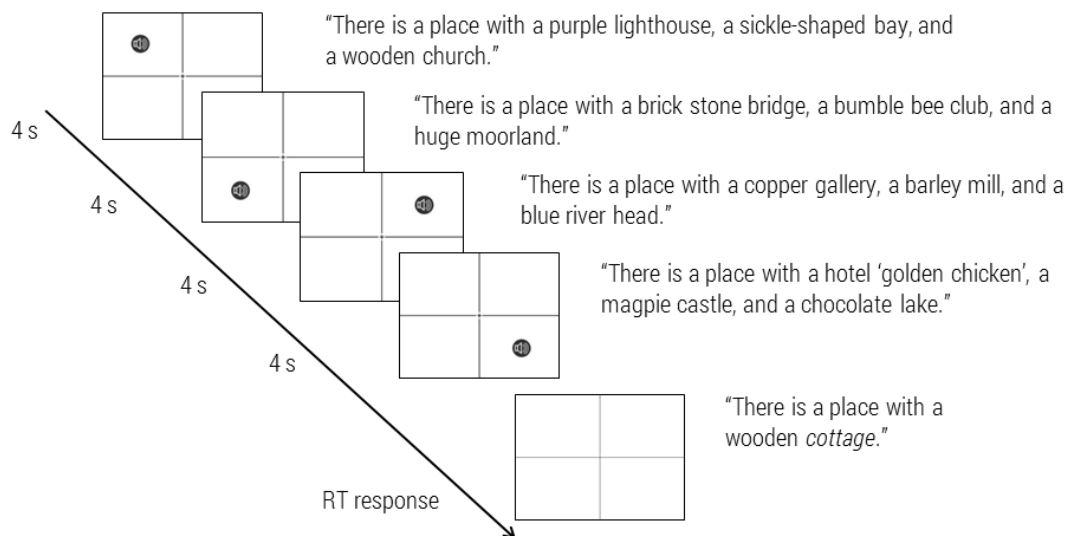 “There is a place with a purple lighthouse, a sickle-shaped bay, and
a wooden church.”
“There is a place with a brick stone bridge, a bumble bee club, and a
huge moorland.”
4 s
“There is a place with a copper gallery, a barley mill, and a
blue river head.”
4 s
“There is a place with a hotel ‘golden chicken’, a
magpie castle, and a chocolate lake.”
4 s
4 s
“There is a place with a
wooden cottage.”
RT response